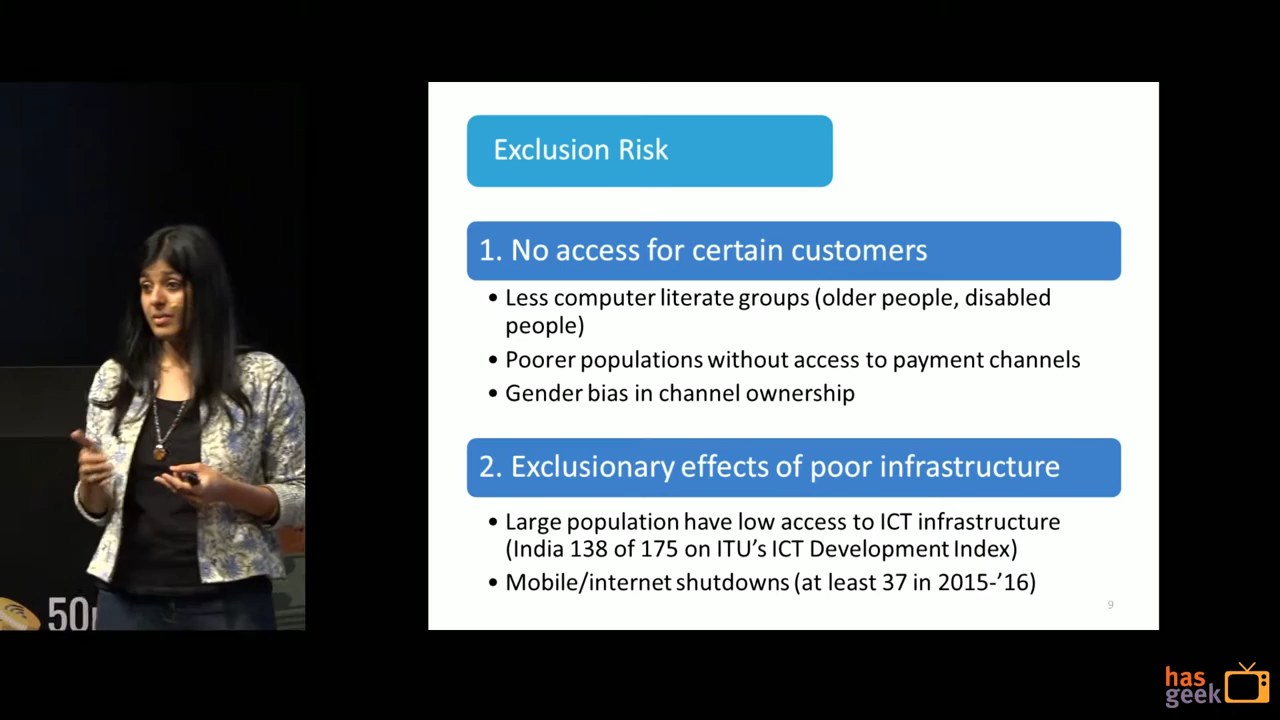 Exclusion Risk
1. No access for certain customers
• Less computer literate groups (older people, disabled
people)
• Poorer populations without access to payment channels
• Gender bias in channel ownership
2. Exclusionary effects of poor infrastructure
• Large population have low access to ICT infrastructure
(India 138 of 175 on ITU’s ICT Development Index)
• Mobile/internet shutdowns (at least 37 in 2015-’16)
9
50
has
geek